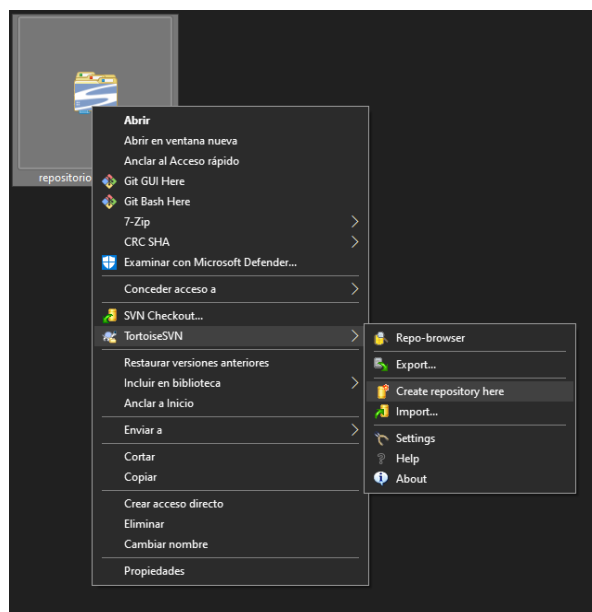 repositorio
Abrir
Abrir en ventana nueva
Anclar al Acceso rápido
Git GUI Here
Git Bash Here
7-Zip
CRC SHA
Examinar con Microsoft Defender...
Conceder acceso a
SVN Checkout...
TortoiseSVN
Restaurar versiones anteriores
Incluir en biblioteca
Anclar a Inicio
Enviar a
Cortar
Copiar
Crear acceso directo
Eliminar
Cambiar nombre
Propiedades
Repo-browser
Export...
Create repository here
Import...
Settings
Help
About